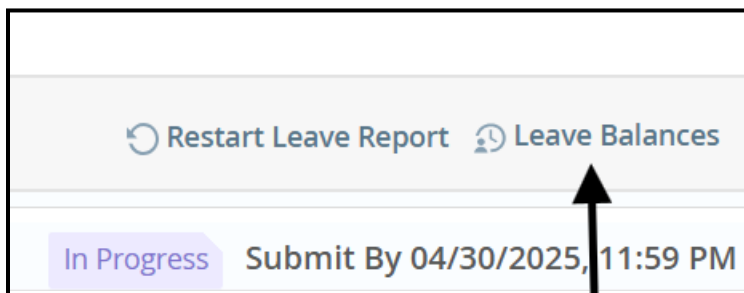 Restart Leave Report Leave Balances
In Progress Submit By 04/30/2025, 11:59 PM